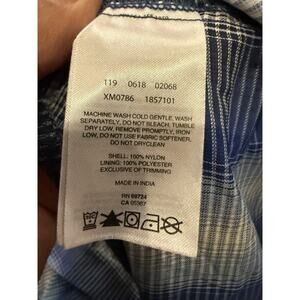 119 0618 02068
XM0786 1857101
MACHINE WASH COLD GENTLE, WASH
SEPARATELY, DO NOT BLEACH, TUMBLE
DRY LOW, REMOVE PROMPTLY, IRON
LOW, DO NOT USE FABRIC SOFTENER,
DO NOT DRYCLEAN
SHELL: 100% NYLON
LINING: 100% POLYESTER
EXCLUSIVE OF TRIMMING
MADE IN INDIA
RN 69724
CA 05367